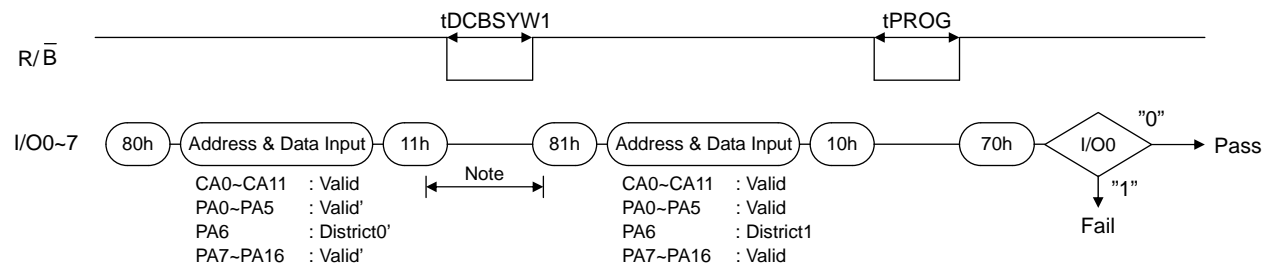 tDCBSYW1 tPROG
R/B̅
I/O0~7 80h Address & Data Input 11h 81h Address & Data Input 10h 70h I/O0 ”0” Pass
Note ”1”
Fail
CA0~CA11 : Valid
PA0~PA5 : Valid’
PA6 : District0’
PA7~PA16 : Valid’
CA0~CA11 : Valid
PA0~PA5 : Valid
PA6 : District1
PA7~PA16 : Valid